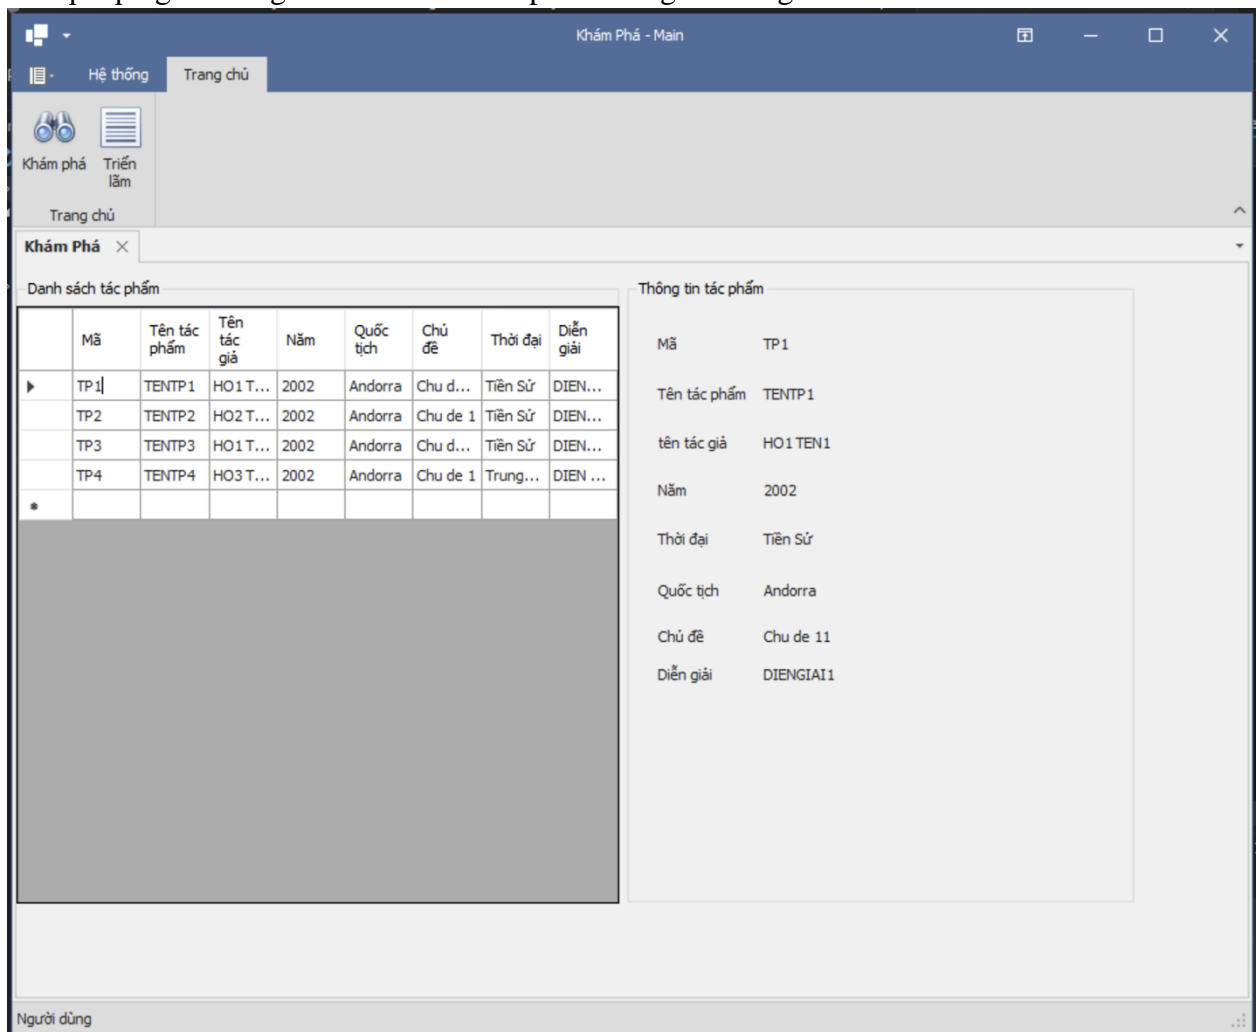 Khám Phá - Main
Hệ thống Trang chủ
Khám phá Triển lãm
Trang chủ
Khám Phá
Danh sách tác phẩm
Mã Tên tác phẩm Tên tác giả Năm Quốc tịch Chủ đề Thời đại Diễn giải
TP1 TENTP1 HO1 T... 2002 Andorra Chu d... Tiền Sử DIEN...
TP2 TENTP2 HO2 T... 2002 Andorra Chu de 1 Tiền Sử DIEN...
TP3 TENTP3 HO1 T... 2002 Andorra Chu d... Tiền Sử DIEN...
TP4 TENTP4 HO3 T... 2002 Andorra Chu de 1 Trung... DIEN ...
Thông tin tác phẩm
Mã TP1
Tên tác phẩm TENTP1
tên tác giả HO1 TEN1
Năm 2002
Thời đại Tiền Sử
Quốc tịch Andorra
Chủ đề Chu de 11
Diễn giải DIENGIAI1
Người dùng